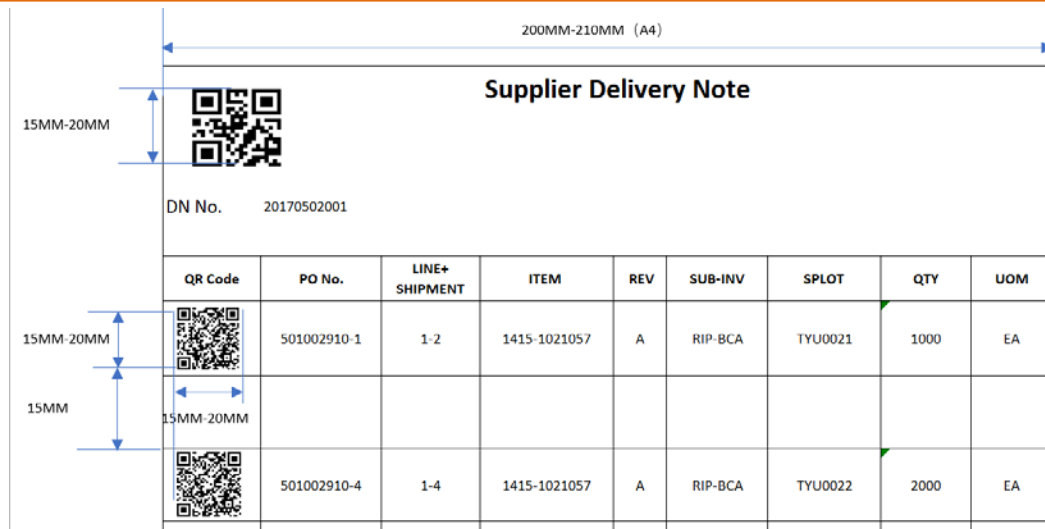 200MM-210MM（A4）
Supplier Delivery Note
15MM-20MM
DN No. 20170502001
QR Code PO No. LINE+ SHIPMENT ITEM REV SUB-INV SPLOT QTY UOM
15MM-20MM 501002910-1 1-2 1415-1021057 A RIP-BCA TYU0021 1000 EA
15MM
15MM-20MM
501002910-4 1-4 1415-1021057 A RIP-BCA TYU0022 2000 EA